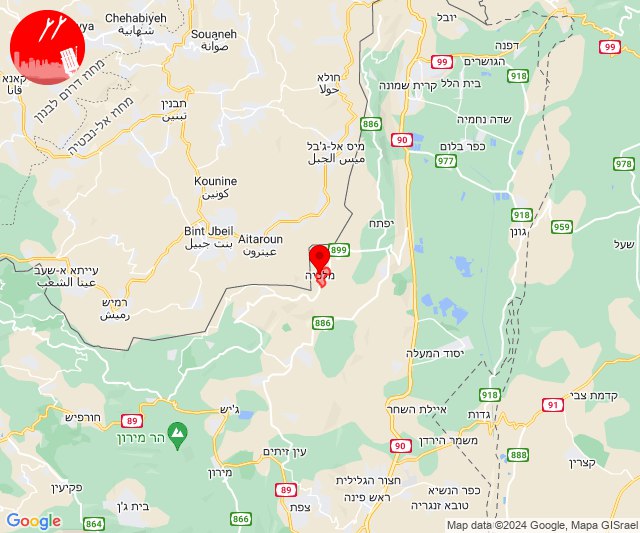 Chehabiyeh
شهابية
Souaneh
صوانة
קאנא
قانا
מחוז דרום לבנון
מחוז אל-נבטיה
תבנין
تبنين
חולא
حولا
מיס אל-ג'בל
ميس الجبل
Kounine
كونين
Bint Jbeil
بنت جبيل
Aitaroun
عيترون
עייתא א-שעב
عيتا الشعب
רמיש
رميش
יובל
דפנה
הגושרים
99
99
918
קרית שמונה
בית הלל
886
90
שדה נחמיה
כפר בלום
977
978
918
גונן
959
שעל
יפתח
899
מלכיה
886
יסוד המעלה
918
קדמת צבי
91
איילת השחר
גדות
משמר הירדן
90
888
קצרין
חורפיש
89
ג'יש
הר מירון
עין זיתים
מירון
חצור הגלילית
ראש פינה
כפר הנשיא
טובא זנגריה
89
צפת
פקיעין
בית ג'ן
864
866
Google
Map data ©2024 Google, Mapa GISrael